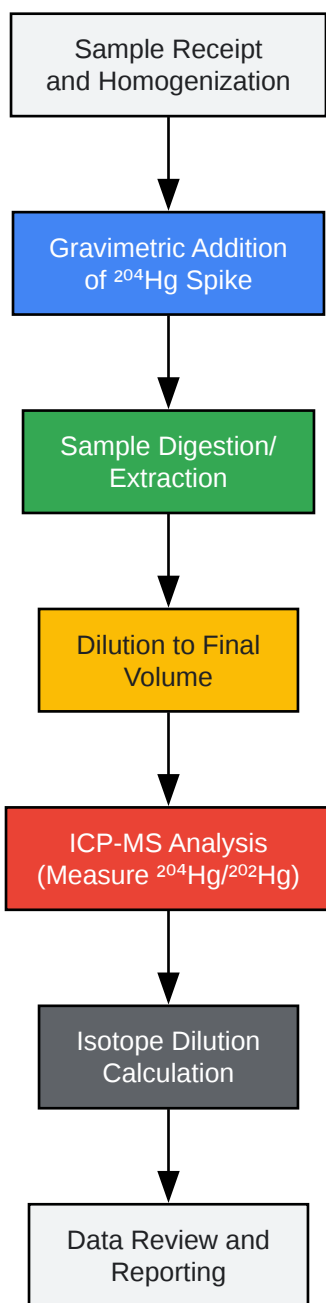 Sample Receipt
and Homogenization
Gravimetric Addition
of ²⁰⁴Hg Spike
Sample Digestion/
Extraction
Dilution to Final
Volume
ICP-MS Analysis
(Measure ²⁰⁴Hg/²⁰²Hg)
Isotope Dilution
Calculation
Data Review and
Reporting